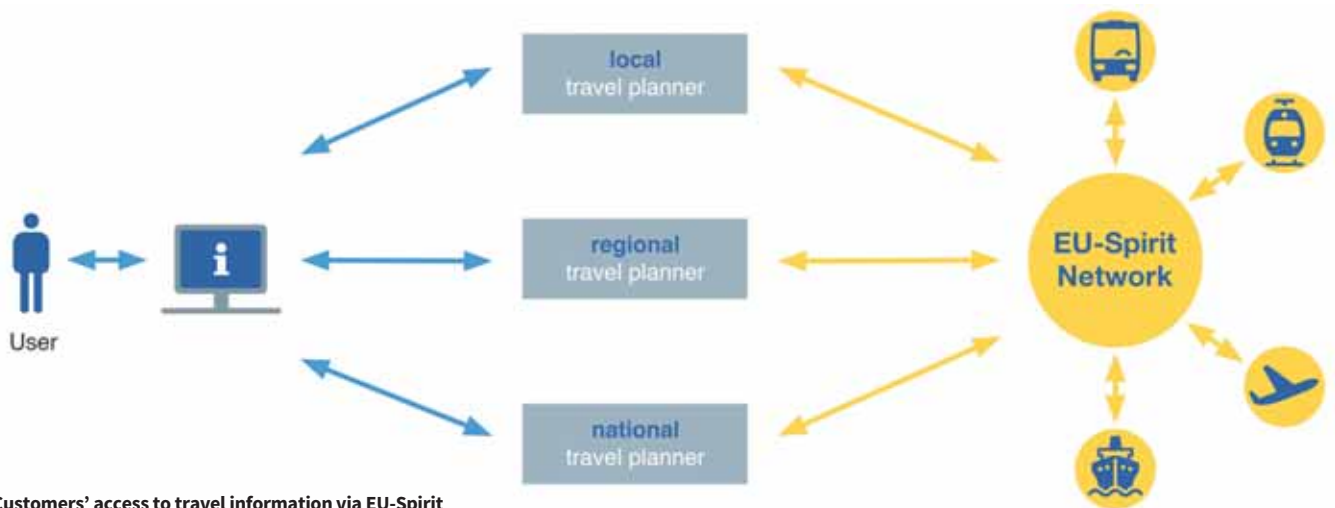 local
travel planner
regional
travel planner
national
travel planner
i
User
EU-Spirit
Network
Customers’ access to travel information via EU-Spirit